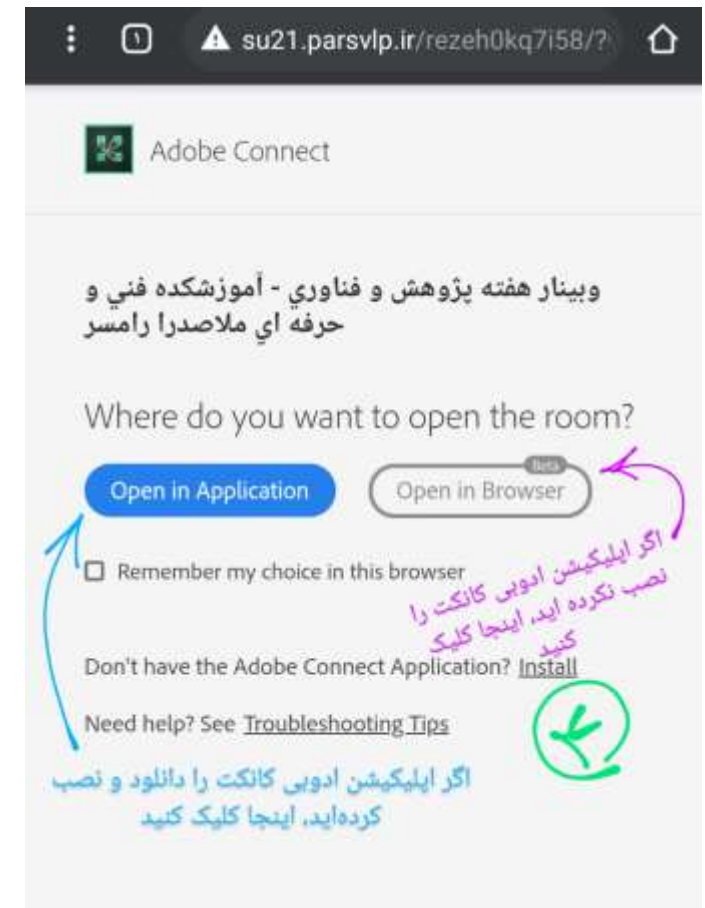 ۱
su21.parsvlp.ir/rezeh0kq7i58/?
Adobe Connect
وبينار هفته پژوهش و فناوري - آموزشكده فني و
حرفه اي ملاصدرا رامسر
Where do you want to open the room?
Beta
Open in Application
Open in Browser
Remember my choice in this browser
اگر اپلیکیشن ادوبی کانکت را
نصب نکرده اید، اینجا کلیک
کنید
Don't have the Adobe Connect Application? Install
Need help? See Troubleshooting Tips
اگر اپلیکیشن ادوبی کانکت را دانلود و نصب
کرده‌اید، اینجا کلیک کنید